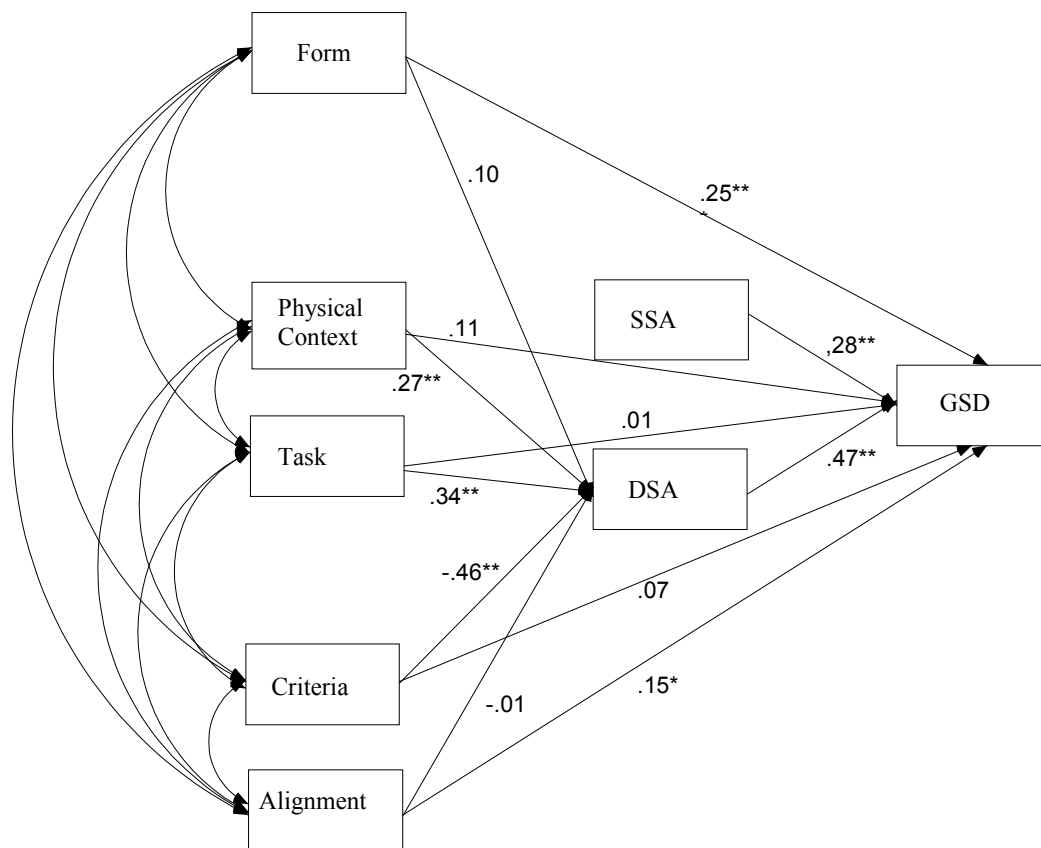 Form
.10
.25**
*
Physical
Context
SSA
.11
,28**
.27**
GSD
.01
Task
.47**
.34**
DSA
-.46**
.07
Criteria
.15*
-.01
Alignment